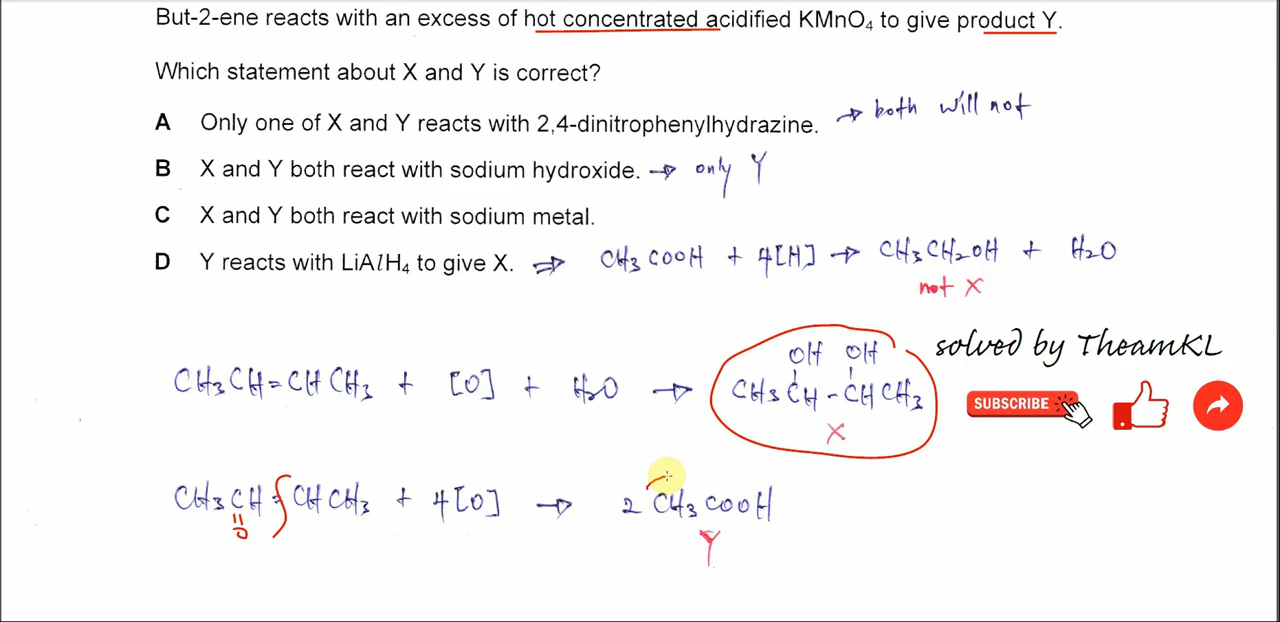 But-2-ene reacts with an excess of hot concentrated acidified KMnO₄ to give product Y.
Which statement about X and Y is correct?
A Only one of X and Y reacts with 2,4-dinitrophenylhydrazine. → both will not
B X and Y both react with sodium hydroxide. → only Y
C X and Y both react with sodium metal.
D Y reacts with LiAlH₄ to give X. ⇒ CH₃COOH + 4[H] → CH₃CH₂OH + H₂O
not X
OH OH
solved by TheamKL
CH₃CH=CHCH₃ + [O] + H₂O → CH₃CH-CHCH₃
SUBSCRIBE
X
CH₃CH=CHCH₃ + 4[O] → 2 CH₃COOH
O
Y